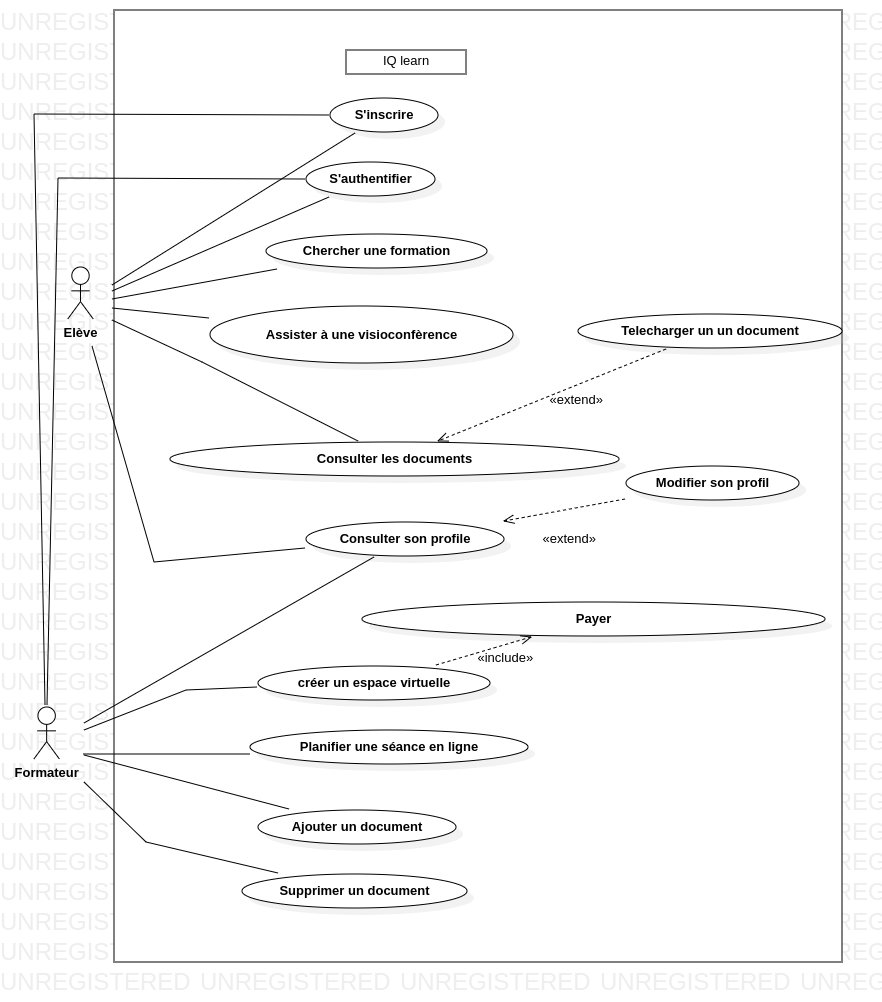 IQ learn
S'inscrire
S'authentifier
Chercher une formation
Elève
Assister à une visioconfèrence
Telecharger un un document
«extend»
Consulter les documents
Modifier son profil
Consulter son profile
«extend»
Payer
«include»
créer un espace virtuelle
Planifier une séance en ligne
Formateur
Ajouter un document
Supprimer un document
UNREGISTERED UNREGISTERED UNREGISTERED UNREGISTERED UNREG